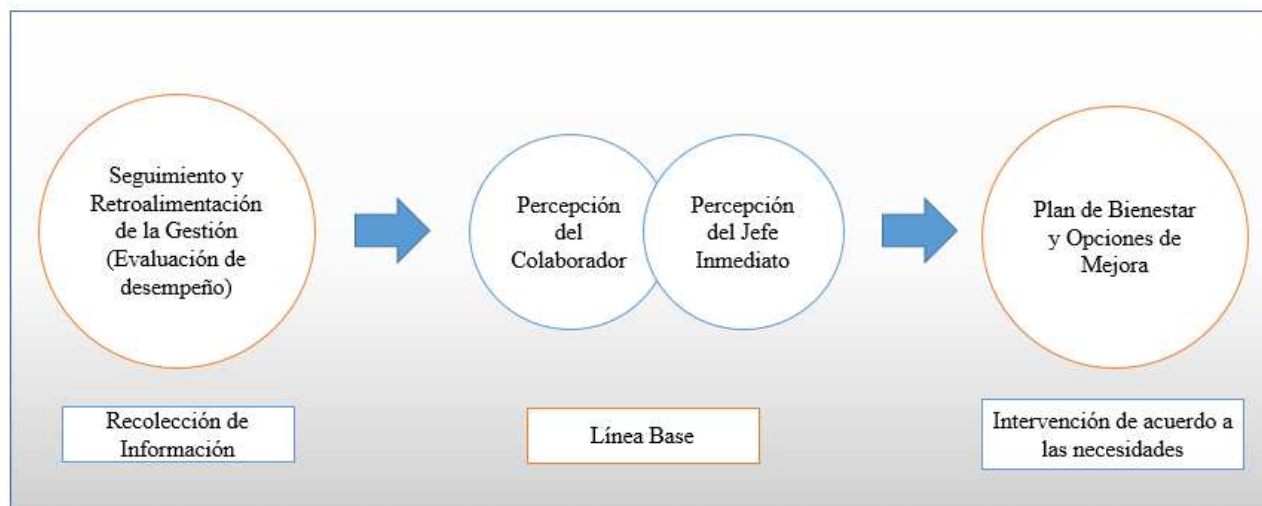 Seguimiento y
Retroalimentación
de la Gestión
(Evaluación de
desempeño)
Percepción
del
Colaborador
Percepción
del Jefe
Inmediato
Plan de Bienestar
y Opciones de
Mejora
Recolección de
Información
Línea Base
Intervención de acuerdo a
las necesidades